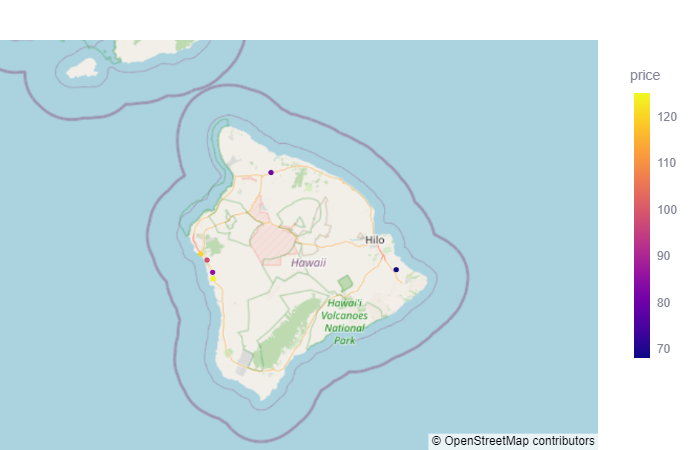 price
120
110
100
90
80
70
Hilo
Hawaii
Hawai'i
Volcanoes
National
Park
© OpenStreetMap contributors